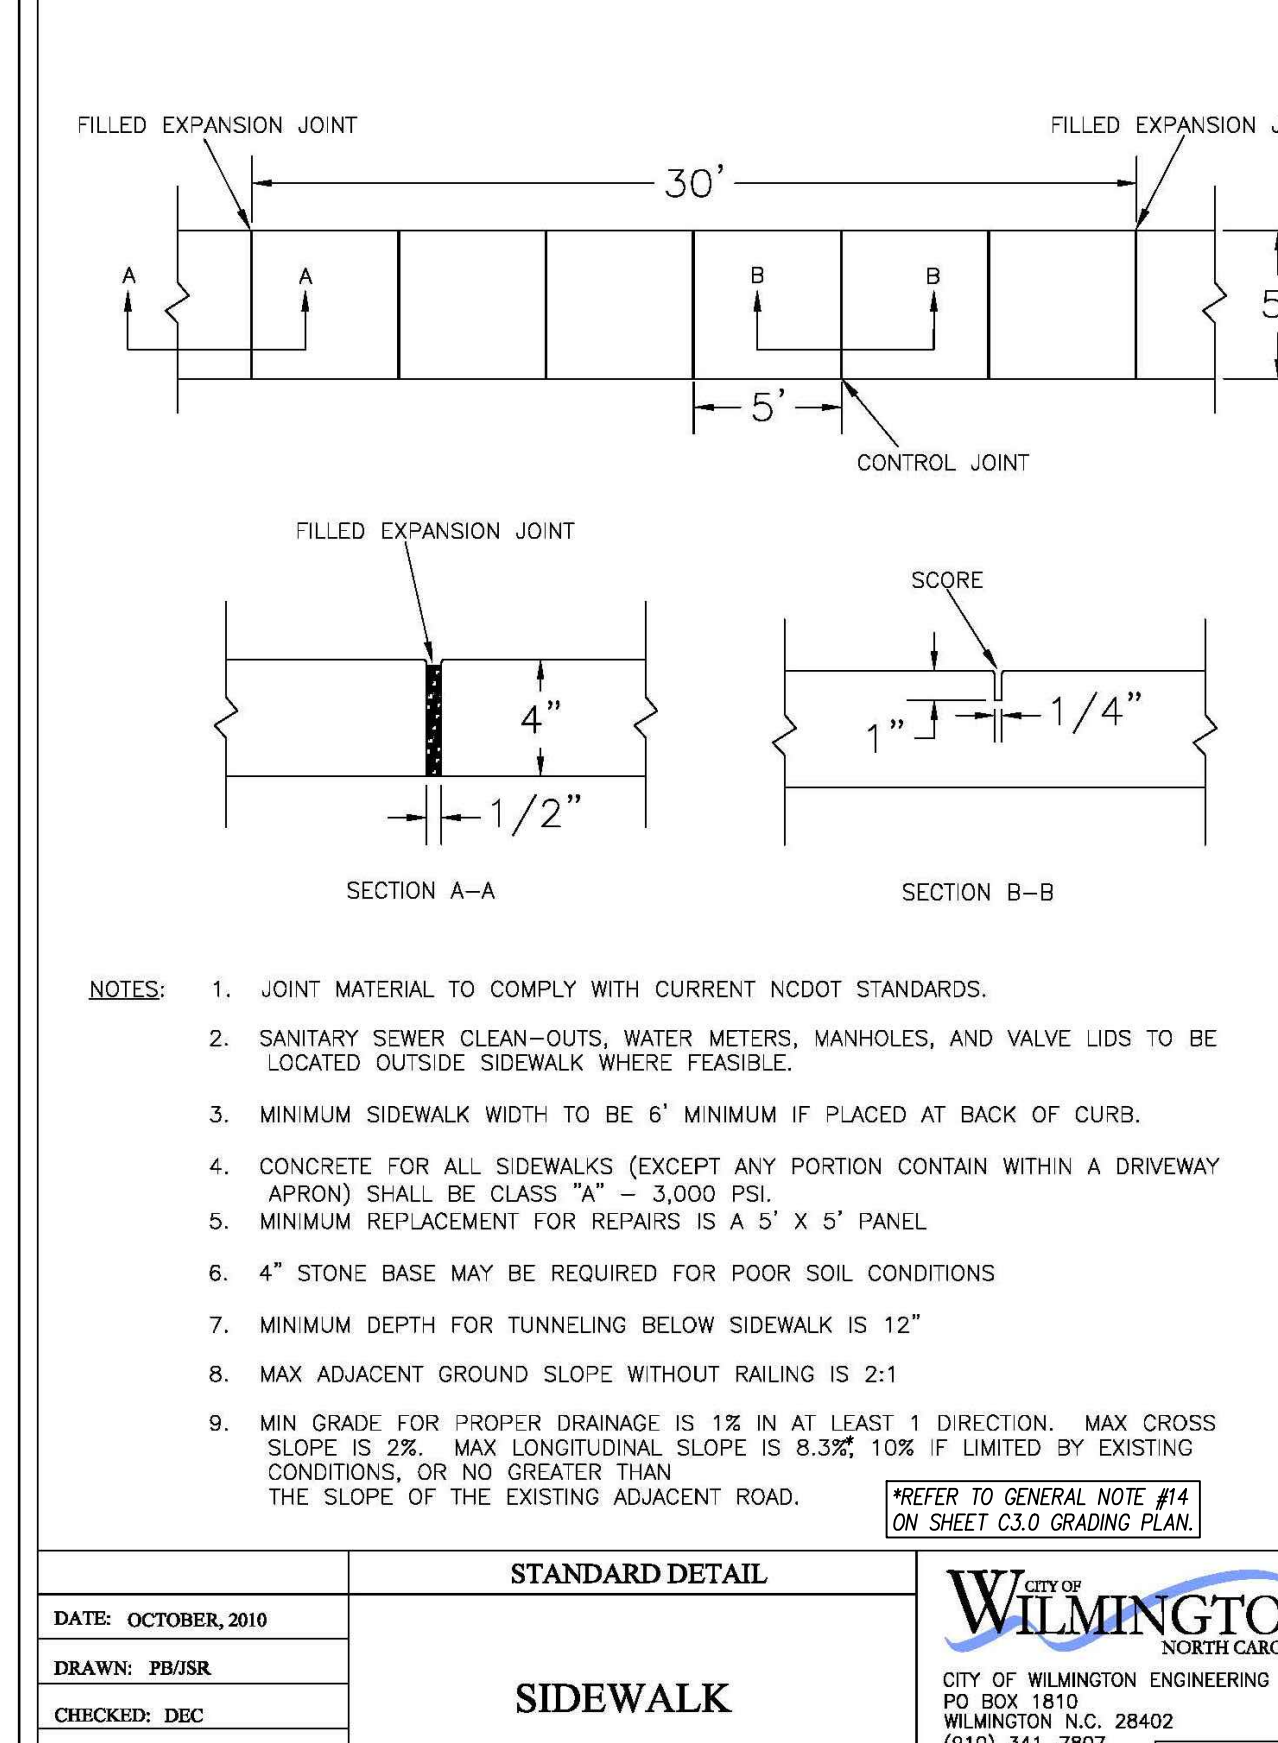 FILLED EXPANSION JOINT
FILLED EXPANSION
30'
A
A
B
B
5'
CONTROL JOINT
FILLED EXPANSION JOINT
SCORE
4"
1"
1/4"
1/2"
SECTION A-A
SECTION B-B
NOTES:
1. JOINT MATERIAL TO COMPLY WITH CURRENT NCDOT STANDARDS.
2. SANITARY SEWER CLEAN-OUTS, WATER METERS, MANHOLES, AND VALVE LIDS TO BE
LOCATED OUTSIDE SIDEWALK WHERE FEASIBLE.
3. MINIMUM SIDEWALK WIDTH TO BE 6' MINIMUM IF PLACED AT BACK OF CURB.
4. CONCRETE FOR ALL SIDEWALKS (EXCEPT ANY PORTION CONTAIN WITHIN A DRIVEWAY
APRON) SHALL BE CLASS "A" – 3,000 PSI.
5. MINIMUM REPLACEMENT FOR REPAIRS IS A 5' X 5' PANEL
6. 4" STONE BASE MAY BE REQUIRED FOR POOR SOIL CONDITIONS
7. MINIMUM DEPTH FOR TUNNELING BELOW SIDEWALK IS 12"
8. MAX ADJACENT GROUND SLOPE WITHOUT RAILING IS 2:1
9. MIN GRADE FOR PROPER DRAINAGE IS 1% IN AT LEAST 1 DIRECTION. MAX CROSS
SLOPE IS 2%. MAX LONGITUDINAL SLOPE IS 8.3%*, 10% IF LIMITED BY EXISTING
CONDITIONS, OR NO GREATER THAN
THE SLOPE OF THE EXISTING ADJACENT ROAD.
*REFER TO GENERAL NOTE #14
ON SHEET C3.0 GRADING PLAN.
STANDARD DETAIL
DATE: OCTOBER, 2010
DRAWN: PB/JSR
CHECKED: DEC
SIDEWALK
CITY OF
WILMINGTO
NORTH CARO
CITY OF WILMINGTON ENGINEERING
PO BOX 1810
WILMINGTON N.C. 28402
(910) 341-7807